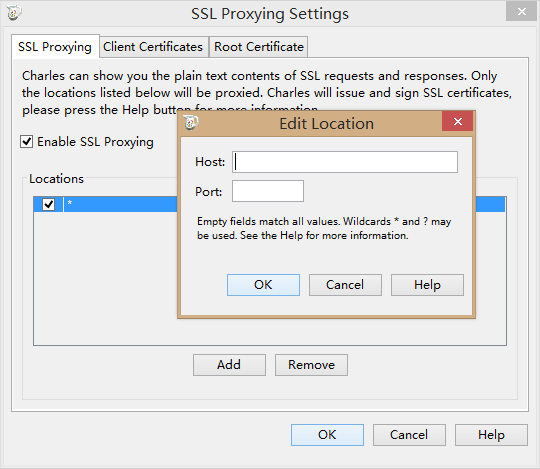 SSL Proxying Settings
SSL Proxying Client Certificates Root Certificate
Charles can show you the plain text contents of SSL requests and responses. Only
the locations listed below will be proxied. Charles will issue and sign SSL certificates,
please press the Help button for more information.
Enable SSL Proxying
Locations
*
Edit Location
Host:
Port:
Empty fields match all values. Wildcards * and ? may
be used. See the Help for more information.
OK Cancel Help
Add Remove
OK Cancel Help